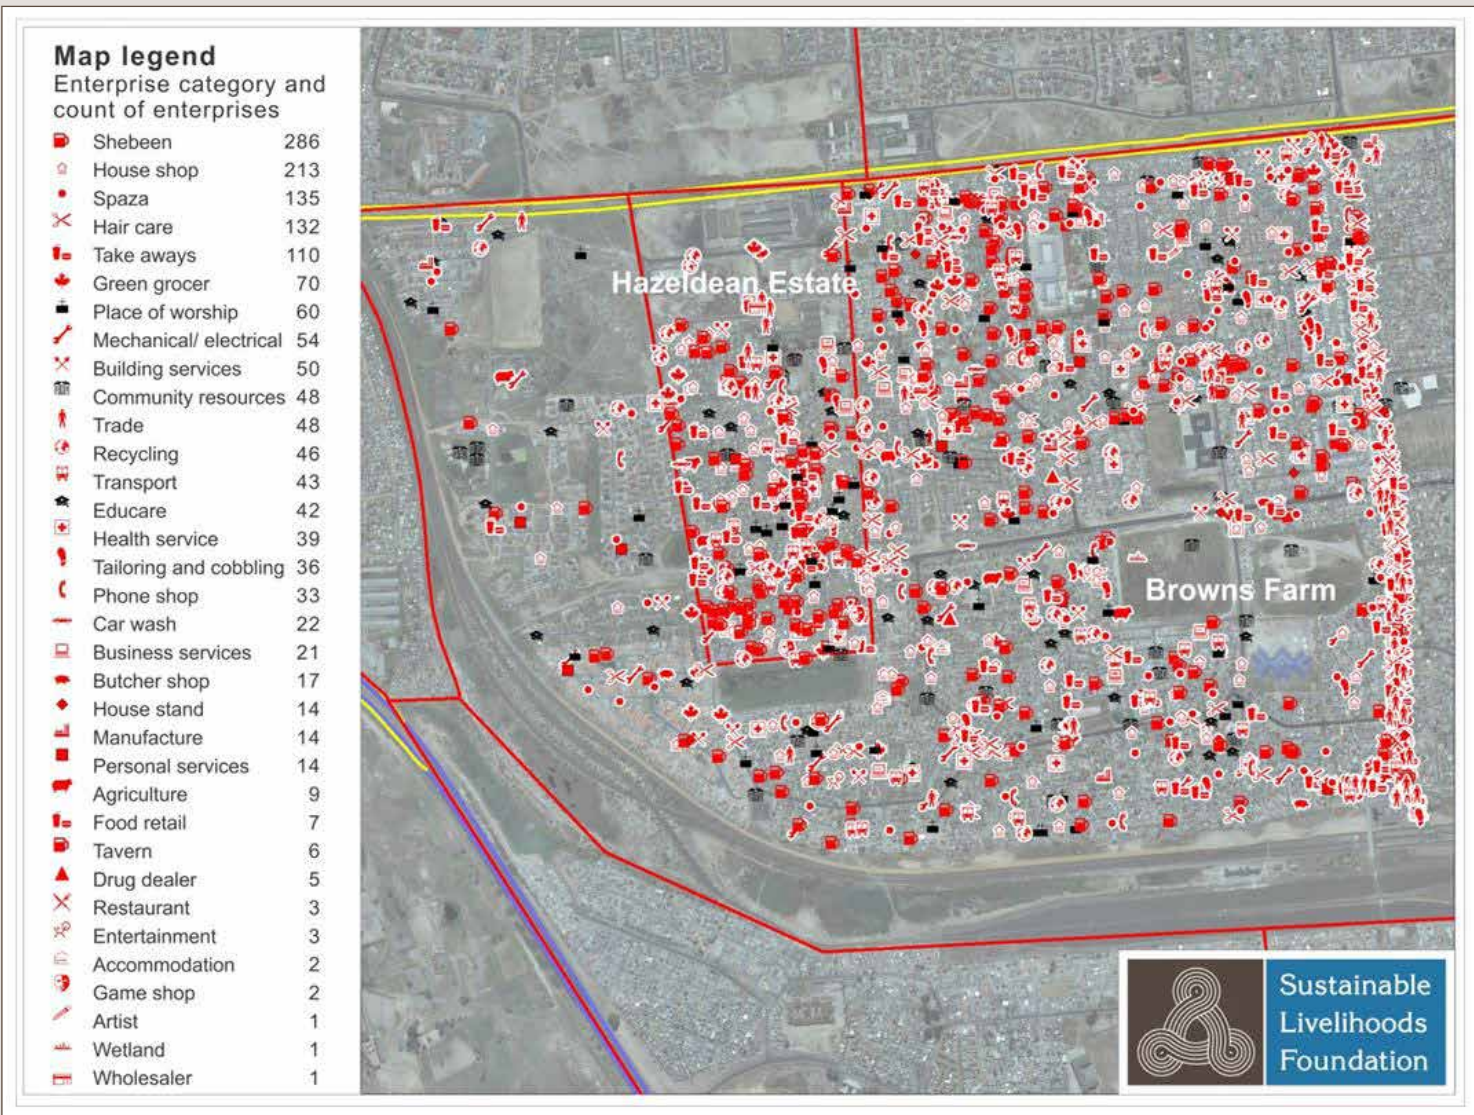 Map legend
Enterprise category and
count of enterprises
Shebeen 286
House shop 213
Spaza 135
Hair care 132
Take aways 110
Green grocer 70
Place of worship 60
Mechanical/ electrical 54
Building services 50
Community resources 48
Trade 48
Recycling 46
Transport 43
Educare 42
Health service 39
Tailoring and cobbling 36
Phone shop 33
Car wash 22
Business services 21
Butcher shop 17
House stand 14
Manufacture 14
Personal services 14
Agriculture 9
Food retail 7
Tavern 6
Drug dealer 5
Restaurant 3
Entertainment 3
Accommodation 2
Game shop 2
Artist 1
Wetland 1
Wholesaler 1
Hazeldean Estate
Browns Farm
Sustainable
Livelihoods
Foundation